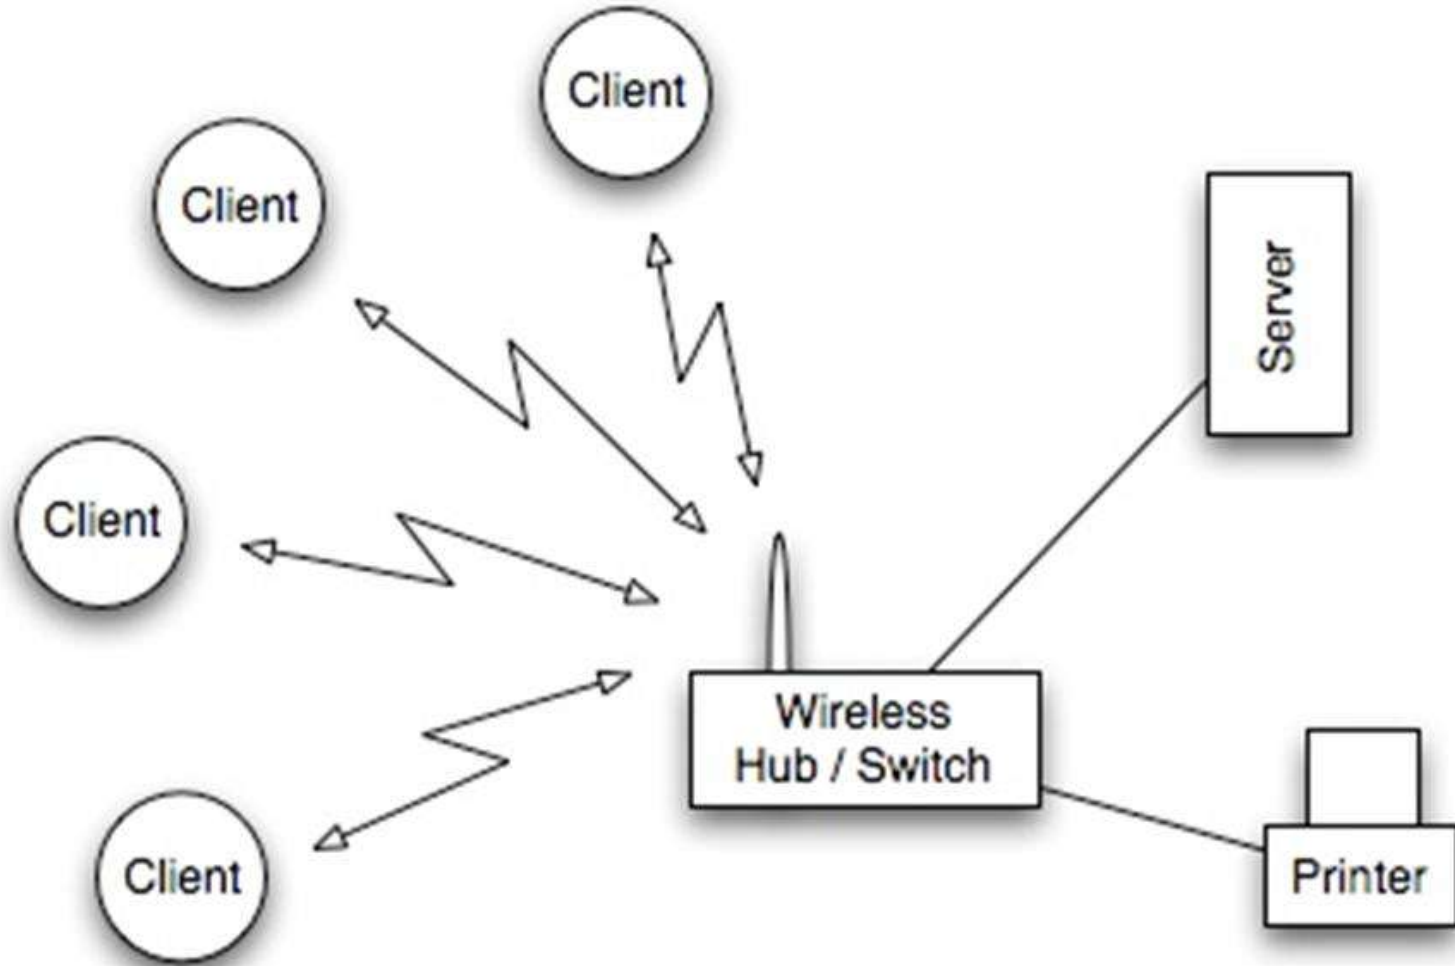 Client
Client
Server
Client
Wireless
Hub / Switch
Client
Printer